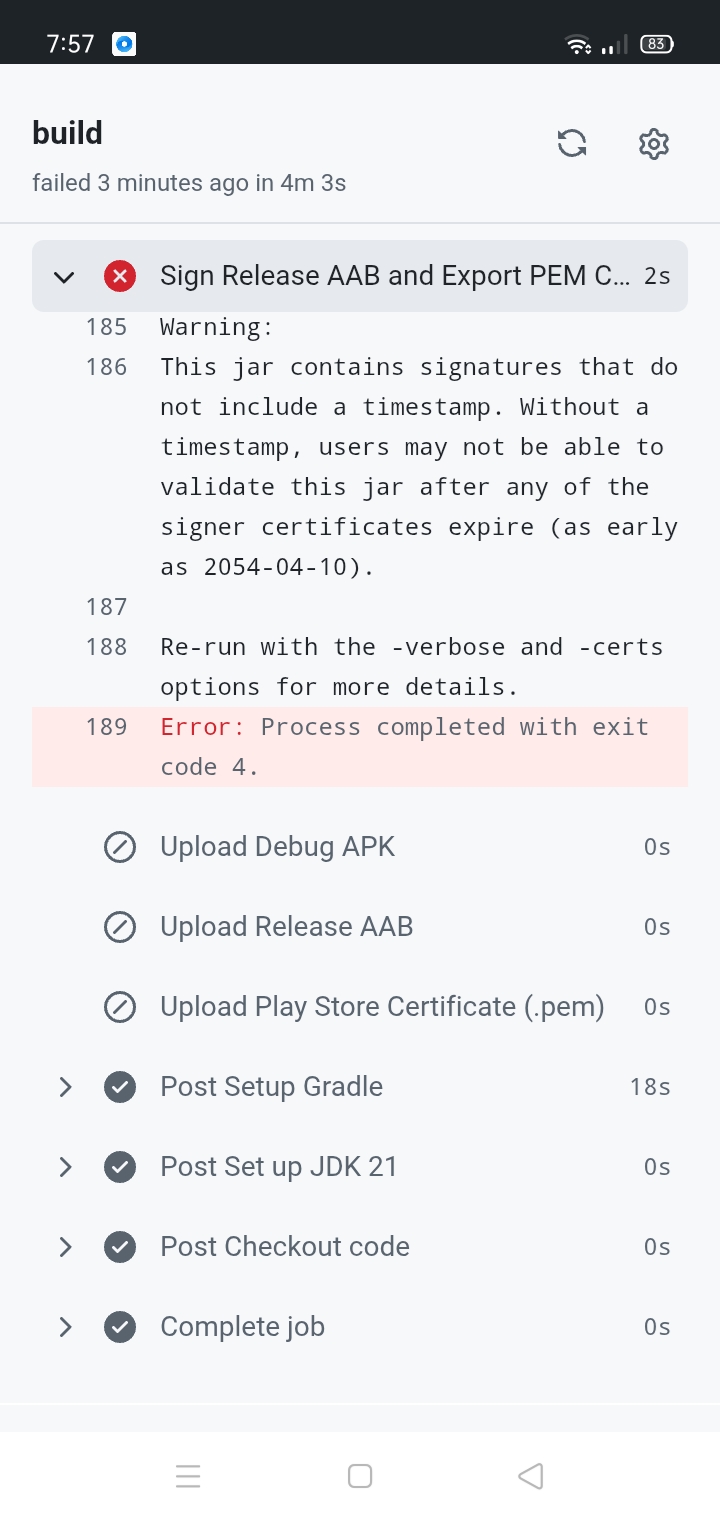 7:57
83
build
failed 3 minutes ago in 4m 3s
Sign Release AAB and Export PEM C... 2s
185 Warning:
186 This jar contains signatures that do
not include a timestamp. Without a
timestamp, users may not be able to
validate this jar after any of the
signer certificates expire (as early
as 2054-04-10).
187
188 Re-run with the -verbose and -certs
options for more details.
189 Error: Process completed with exit
code 4.
Upload Debug APK 0s
Upload Release AAB 0s
Upload Play Store Certificate (.pem) 0s
Post Setup Gradle 18s
Post Set up JDK 21 0s
Post Checkout code 0s
Complete job 0s